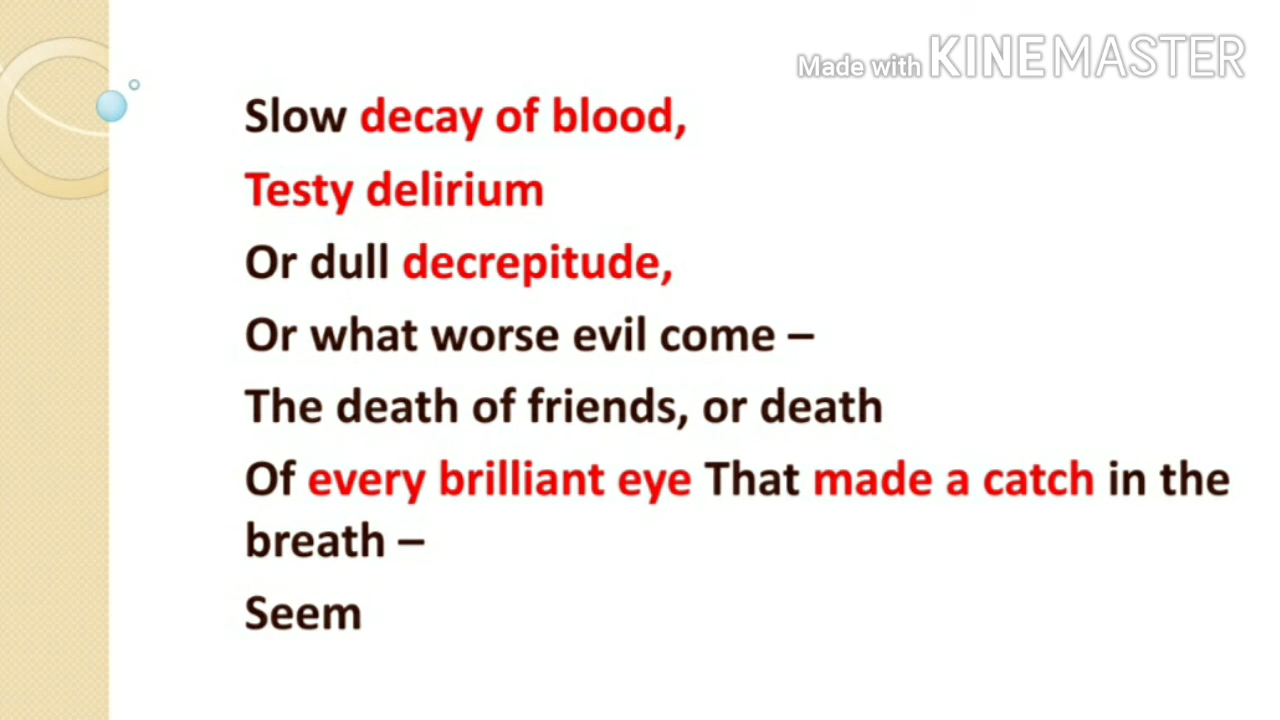 Made with KINEMASTER
Slow decay of blood,
Testy delirium
Or dull decrepitude,
Or what worse evil come –
The death of friends, or death
Of every brilliant eye That made a catch in the
breath –
Seem